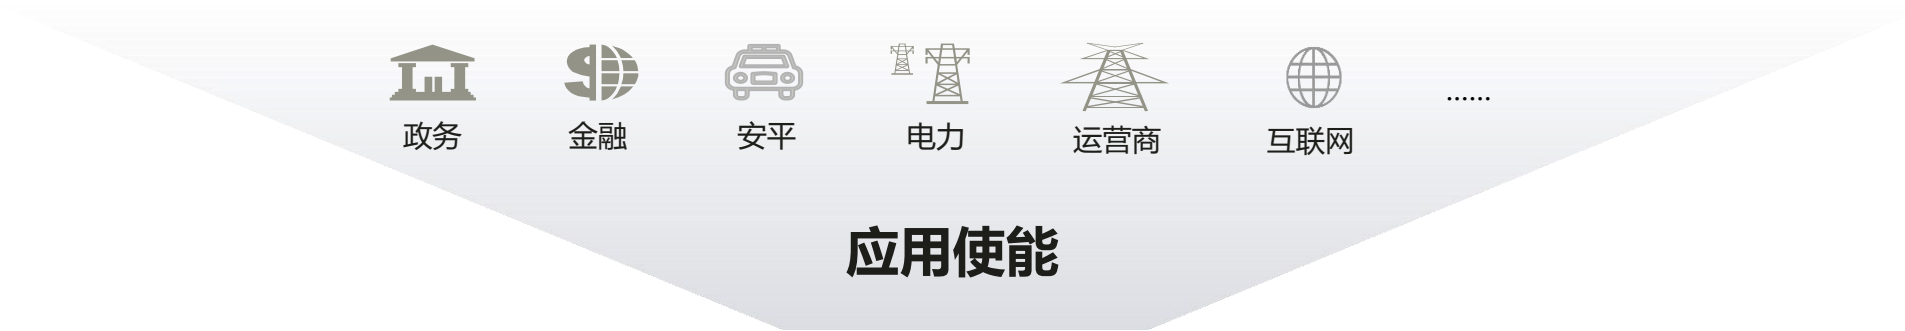 政务 金融 安平 电力 运营商 互联网 ......
应用使能